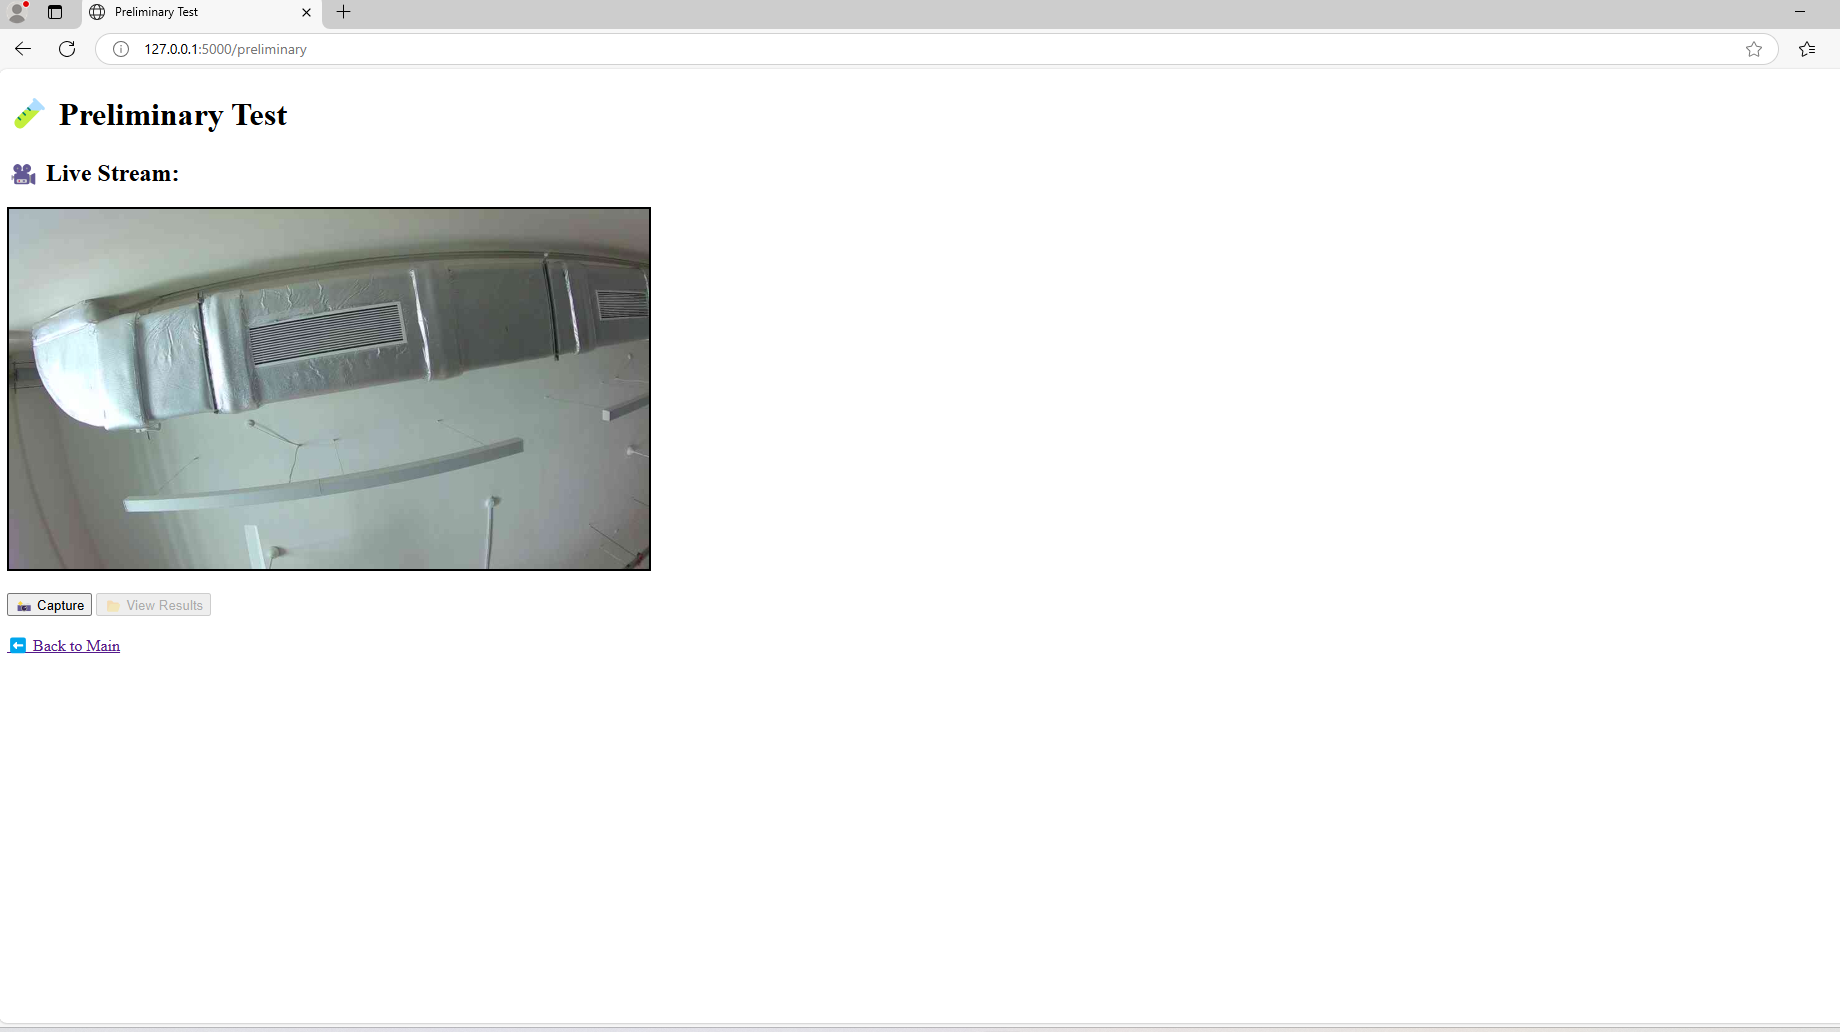 Preliminary Test
127.0.0.1:5000/preliminary
Preliminary Test
Live Stream:
Capture
View Results
Back to Main